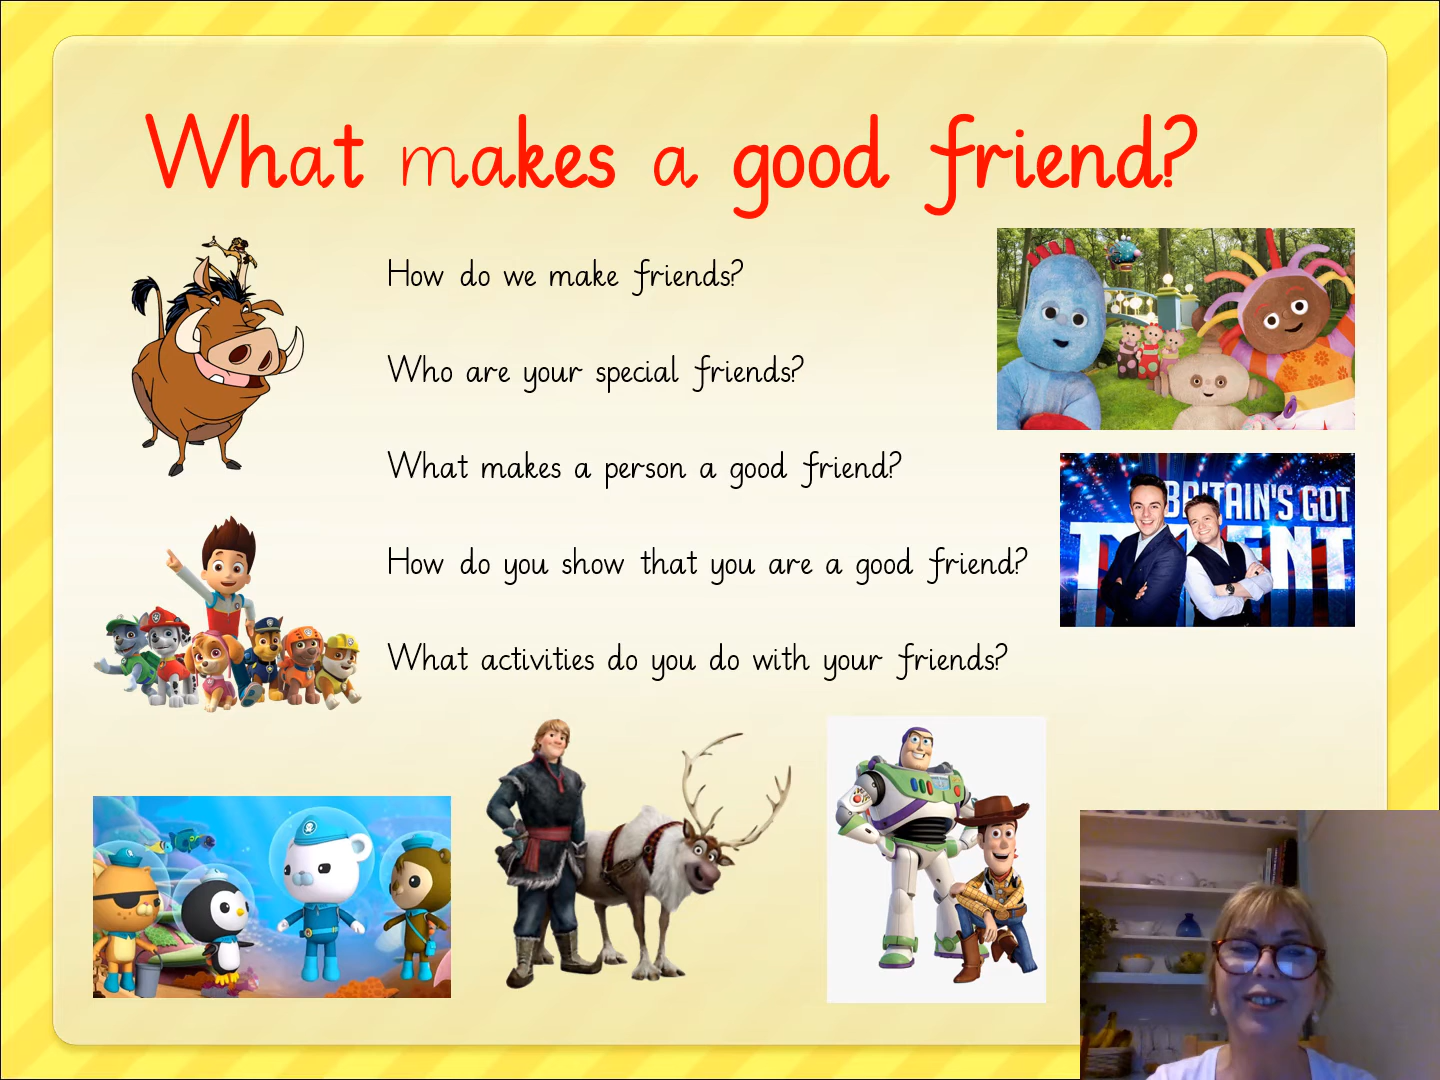 What makes a good friend?
How do we make friends?
Who are your special friends?
What makes a person a good friend?
How do you show that you are a good friend?
What activities do you do with your friends?
BRITAIN'S GOT
TALENT